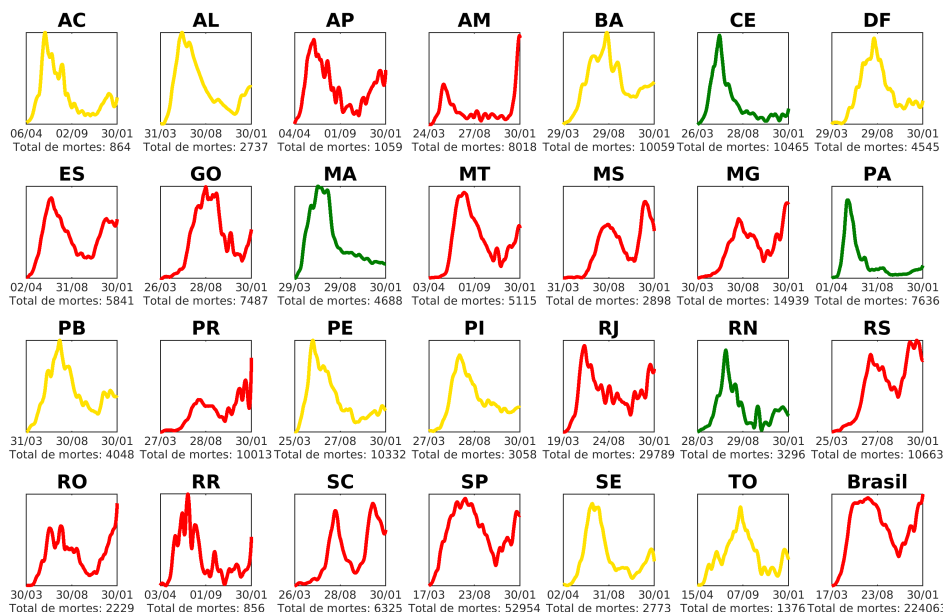 AC AL AP AM BA CE DF
06/04 02/09 30/01 31/03 30/08 30/01 04/04 01/09 30/01 24/03 27/08 30/01 29/03 29/08 30/01 26/03 28/08 30/01 29/03 29/08 30/01
Total de mortes: 864 Total de mortes: 2737 Total de mortes: 1059 Total de mortes: 8018 Total de mortes: 10059 Total de mortes: 10465 Total de mortes: 4545
ES GO MA MT MS MG PA
02/04 31/08 30/01 26/03 28/08 30/01 29/03 29/08 30/01 03/04 01/09 30/01 31/03 30/08 30/01 30/03 30/08 30/01 01/04 31/08 30/01
Total de mortes: 5841 Total de mortes: 7487 Total de mortes: 4688 Total de mortes: 5115 Total de mortes: 2898 Total de mortes: 14939 Total de mortes: 7636
PB PR PE PI RJ RN RS
31/03 30/08 30/01 27/03 28/08 30/01 25/03 27/08 30/01 27/03 28/08 30/01 19/03 24/08 30/01 28/03 29/08 30/01 25/03 27/08 30/01
Total de mortes: 4048 Total de mortes: 10013 Total de mortes: 10332 Total de mortes: 3058 Total de mortes: 29789 Total de mortes: 3296 Total de mortes: 10663
RO RR SC SP SE TO Brasil
30/03 30/08 30/01 03/04 01/09 30/01 26/03 28/08 30/01 17/03 23/08 30/01 02/04 31/08 30/01 15/04 07/09 30/01 17/03 23/08 30/01
Total de mortes: 2229 Total de mortes: 856 Total de mortes: 6325 Total de mortes: 52954 Total de mortes: 2773 Total de mortes: 1376 Total de mortes: